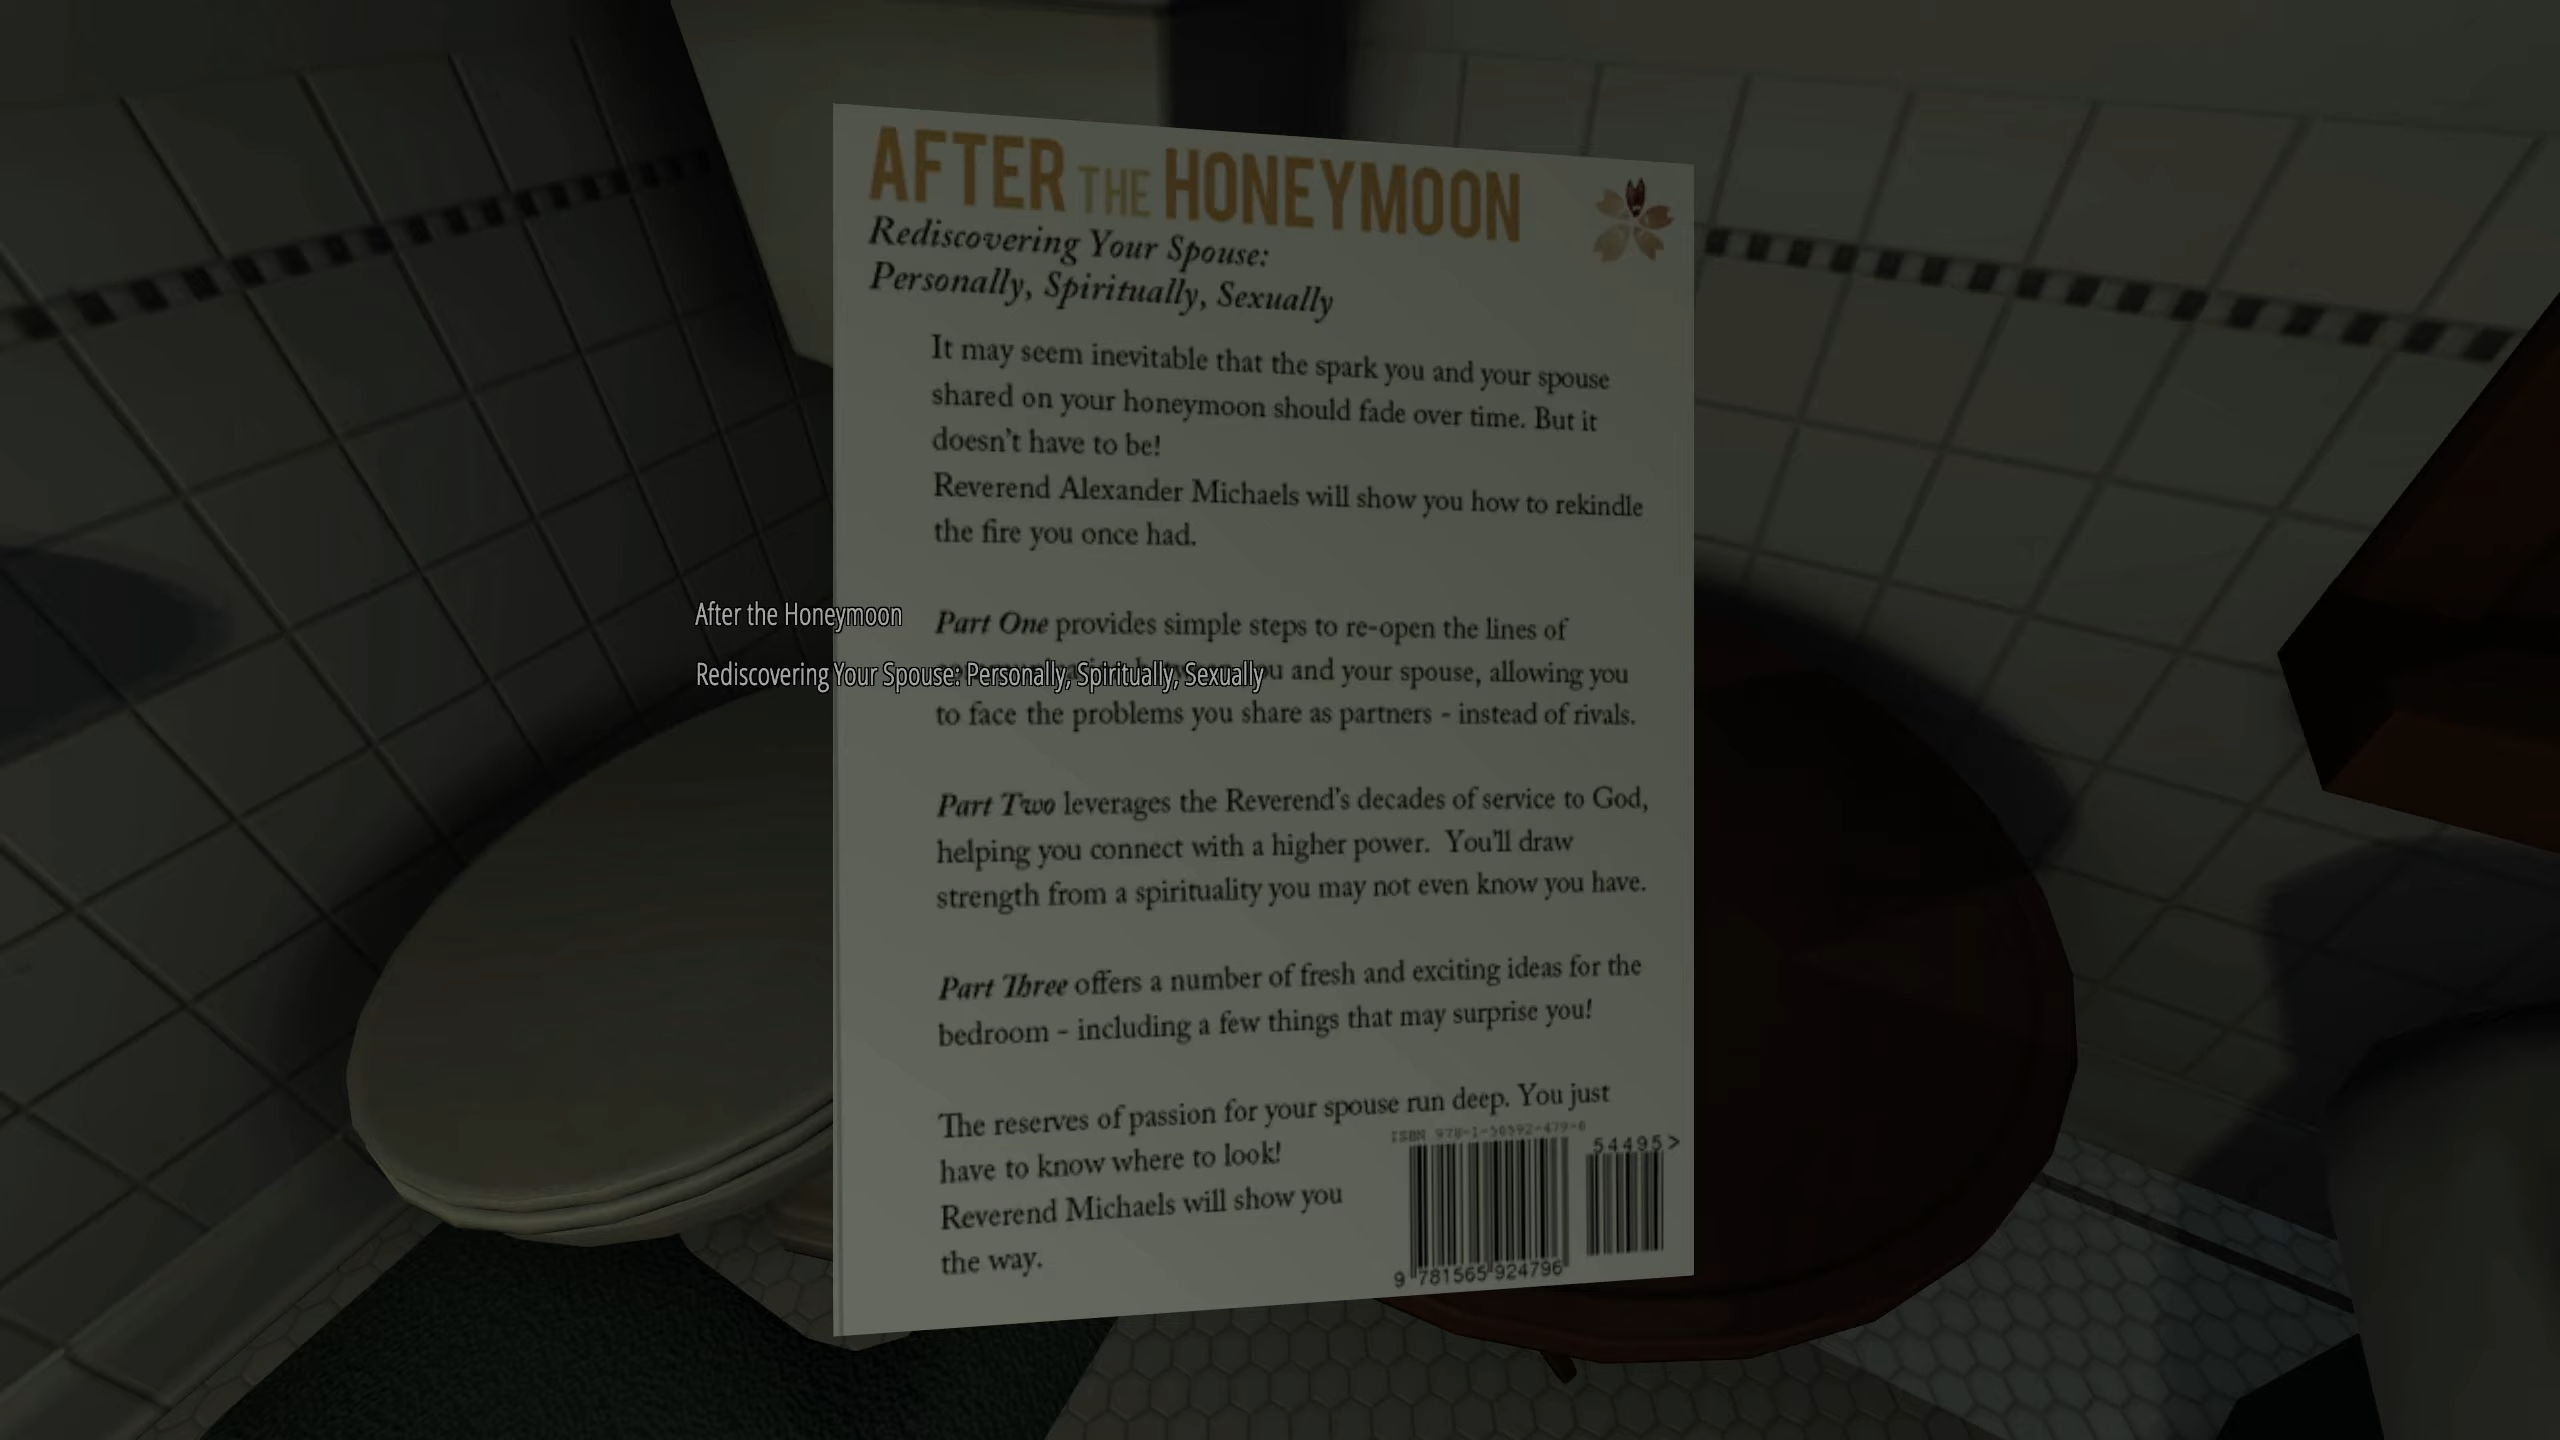 AFTER THE HONEYMOON
Rediscovering Your Spouse:
Personally, Spiritually, Sexually
It may seem inevitable that the spark you and your spouse
shared on your honeymoon should fade over time. But it
doesn't have to be!
Reverend Alexander Michaels will show you how to rekindle
the fire you once had.
After the Honeymoon
Part One provides simple steps to re-open the lines of
Rediscovering Your Spouse: Personally, Spiritually, Sexually
you and your spouse, allowing you
to face the problems you share as partners - instead of rivals.
Part Two leverages the Reverend's decades of service to God,
helping you connect with a higher power. You'll draw
strength from a spirituality you may not even know you have.
Part Three offers a number of fresh and exciting ideas for the
bedroom - including a few things that may surprise you!
The reserves of passion for your spouse run deep. You just
have to know where to look!
Reverend Michaels will show you
the way.
ISBN 978-1-56592-479-6
54495>
9 781565 924796